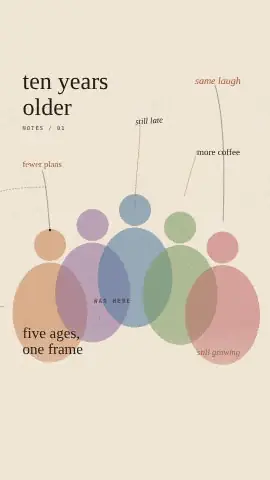 ten years
older
NOTES / 01
same laugh
still late
more coffee
fewer plans
WAS HERE
five ages,
one frame
still growing